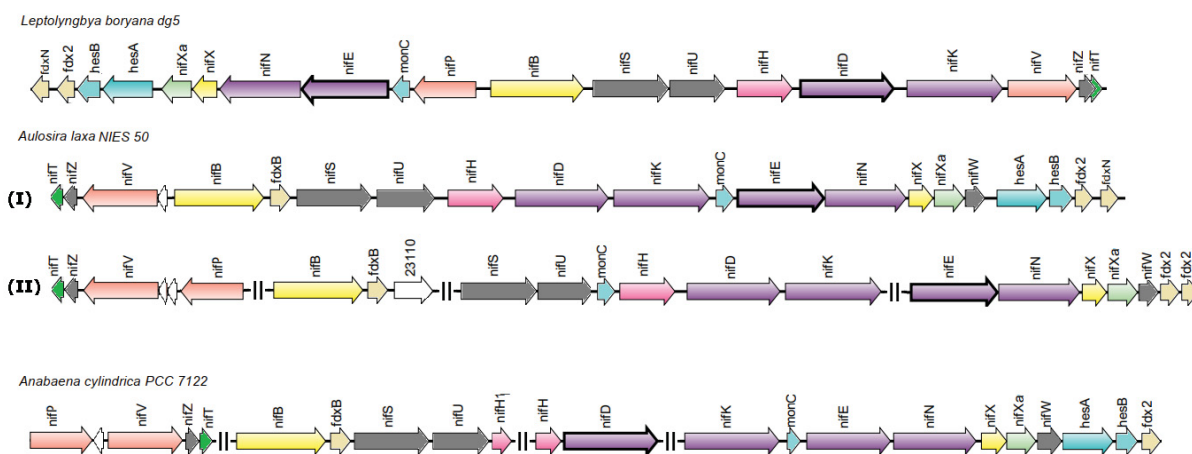 Leptolyngbya boryana dg5
fdxN fdx2 hesB hesA nifXa nifX nifN nifE monC nifP nifB nifS nifU nifH nifD nifK nifV nifZ nifT
Aulosira laxa NIES 50
(I) nifT nifZ nifV nifB fdxB nifS nifU nifH nifD nifK monC nifE nifN nifX nifXa nifW hesA hesB fdx2 fdxN
(II) nifT nifZ nifV nifP nifB fdxB 23110 nifS nifU monC nifH nifD nifK nifE nifN nifX nifXa nifW fdx2 fdx2
Anabaena cylindrica PCC 7122
nifP nifV nifZ nifT nifB fdxB nifS nifU nifH1 nifH nifD nifK monC nifE nifN nifX nifXa nifW hesA hesB fdx2